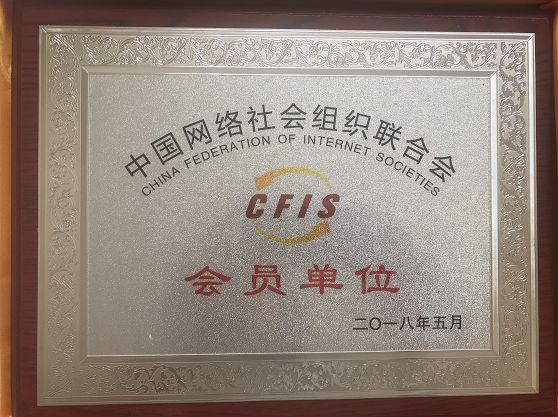 中国网络社会组织联合会
CHINA FEDERATION OF INTERNET SOCIETIES
CFIS
会员单位
二〇一八年五月